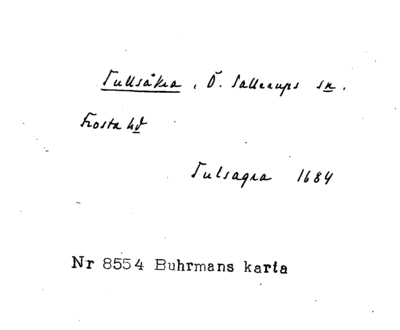 Tullsåkra, Ö. Sallerups sn.
Frosta hd
Tulsagra 1684
Nr 8554 Buhrmans karta